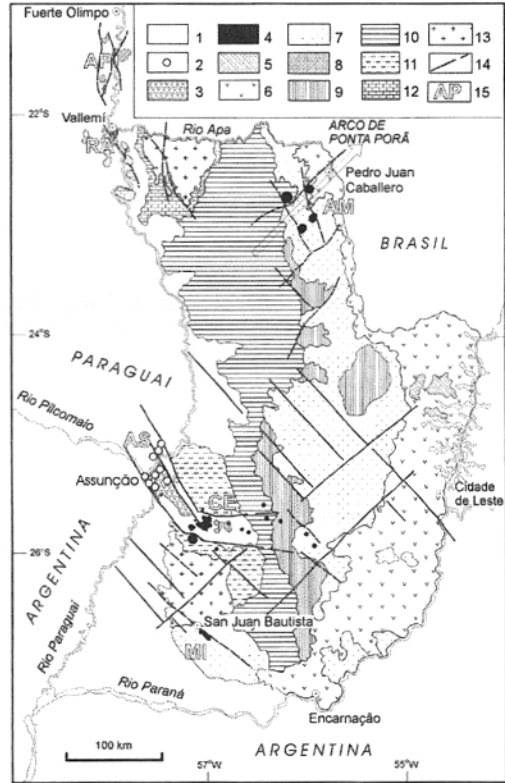 Fuerte Olimpo
AP
1 4 7 10 13
2 5 8 11 14
3 6 9 12 AP 15
22°S
Vallemí
RA
Rio Apa
ARCO DE
PONTA PORÃ
Pedro Juan
Caballero
AM
BRASIL
24°S
PARAGUAI
Rio Pilcomaio
AS
Assunção
CE
Cidade
de Leste
26°S
ARGENTINA
Rio Paraguai
San Juan Bautista
MI
Rio Paraná
Encarnação
100 km
57°W
ARGENTINA
55°W